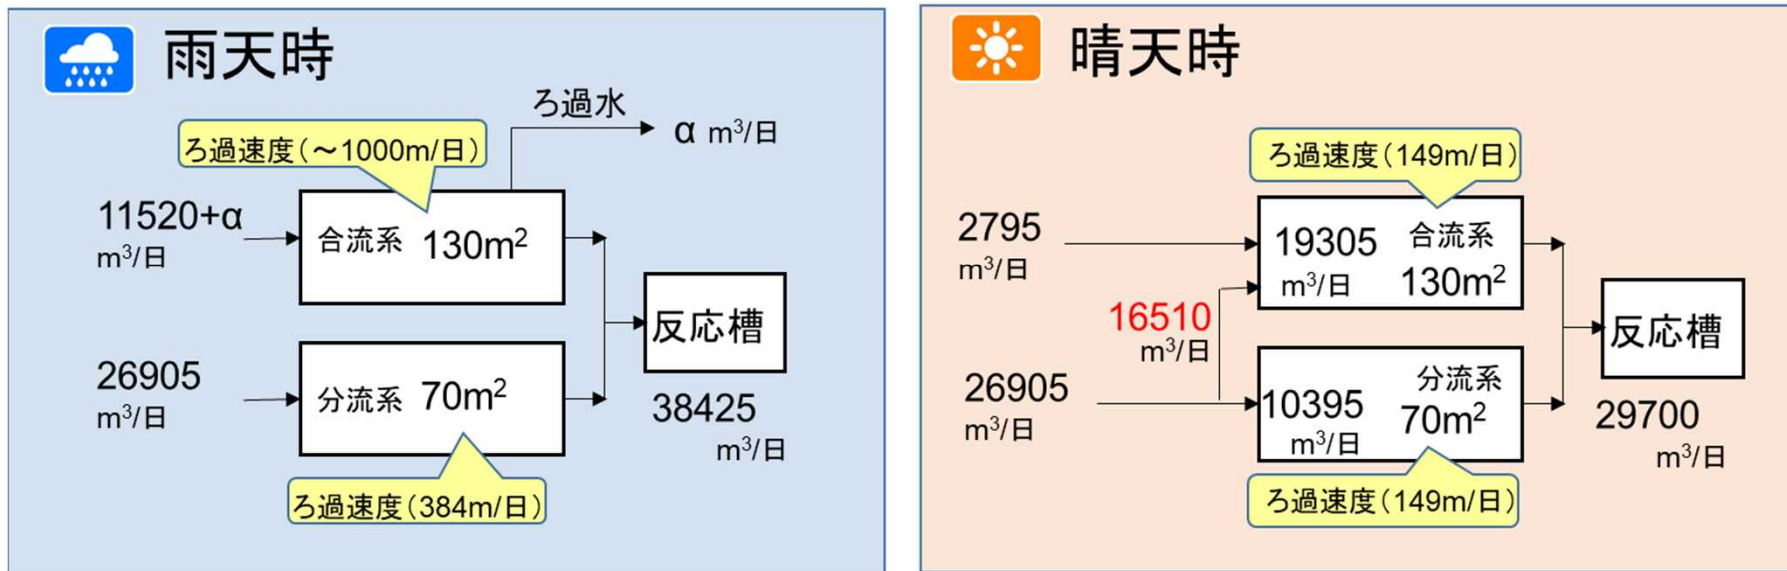 雨天時
ろ過水
α m³/日
ろ過速度(～1000m/日)
11520+α
m³/日
合流系 130m²
反応槽
26905
m³/日
分流系 70m²
38425
m³/日
ろ過速度(384m/日)
晴天時
ろ過速度(149m/日)
2795
m³/日
19305 合流系
m³/日 130m²
16510
m³/日
反応槽
26905
m³/日
分流系
10395 70m²
m³/日
29700
m³/日
ろ過速度(149m/日)